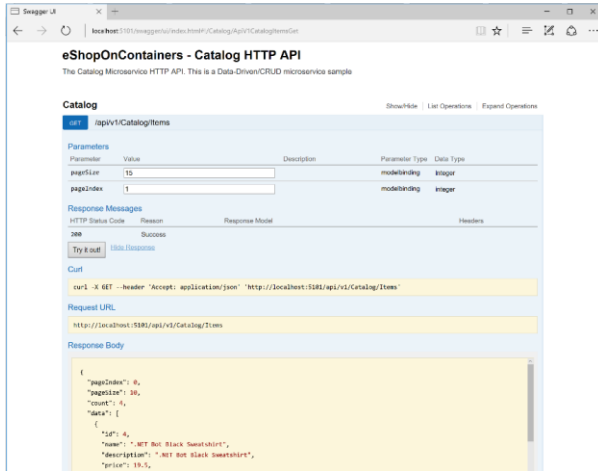 Swagger UI
localhost:5101/swagger/ui/index.html#!/Catalog/ApiV1CatalogItemsGet
eShopOnContainers - Catalog HTTP API
The Catalog Microservice HTTP API. This is a Data-Driven/CRUD microservice sample
Catalog
Show/Hide | List Operations | Expand Operations
GET /api/v1/Catalog/Items
Parameters
Parameter Value Description Parameter Type Data Type
pageSize 15 modelbinding integer
pageIndex 1 modelbinding integer
Response Messages
HTTP Status Code Reason Response Model Headers
200 Success
Try it out! Hide Response
Curl
curl -X GET --header 'Accept: application/json' 'http://localhost:5101/api/v1/Catalog/Items'
Request URL
http://localhost:5101/api/v1/Catalog/Items
Response Body
{
"pageIndex": 0,
"pageSize": 10,
"count": 4,
"data": [
{
"id": 4,
"name": ".NET Bot Black Sweatshirt",
"description": ".NET Bot Black Sweatshirt",
"price": 19.5,